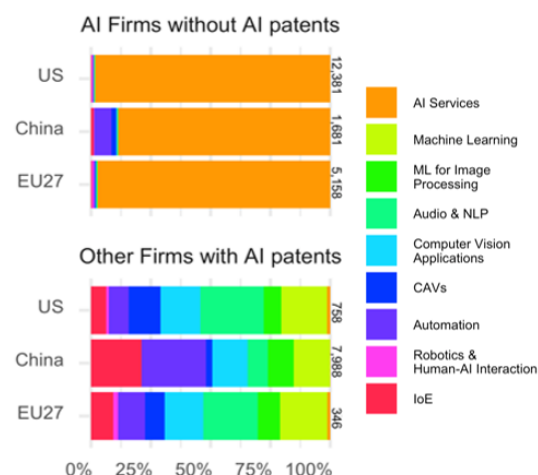 AI Firms without AI patents
US
12,381
China
1,681
EU27
5,158
Other Firms with AI patents
US
758
China
7,988
EU27
346
0% 25% 50% 75% 100%
AI Services
Machine Learning
ML for Image
Processing
Audio & NLP
Computer Vision
Applications
CAVs
Automation
Robotics &
Human-AI Interaction
IoE